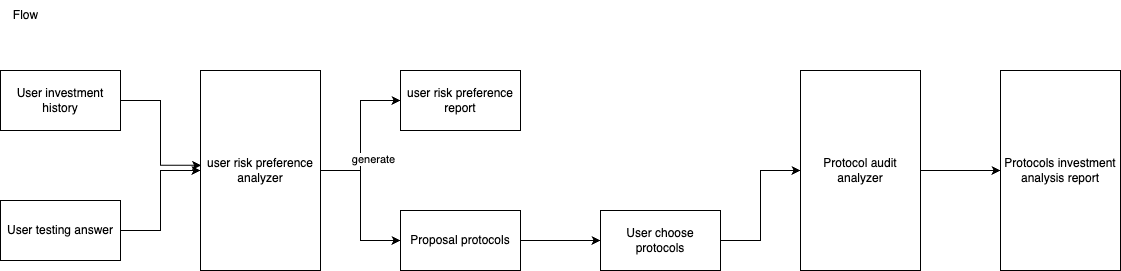 Flow
User investment
history
User testing answer
user risk preference
analyzer
generate
user risk preference
report
Proposal protocols
User choose
protocols
Protocol audit
analyzer
Protocols investment
analysis report